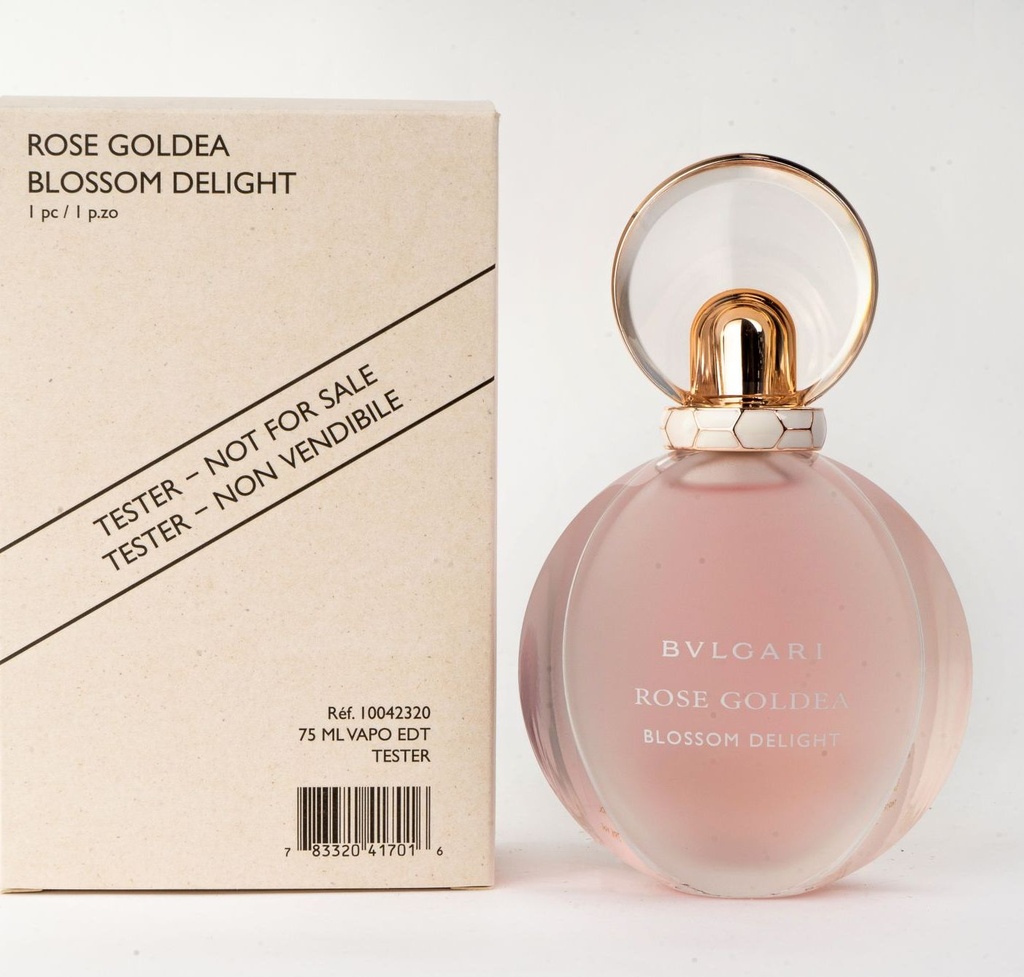 ROSE GOLDEA
BLOSSOM DELIGHT
1 pc / 1 p.zo
TESTER – NOT FOR SALE
TESTER – NON VENDIBILE
Réf. 10042320
75 ML VAPO EDT
TESTER
7 83320 41701 6
BVLGARI
ROSE GOLDEA
BLOSSOM DELIGHT